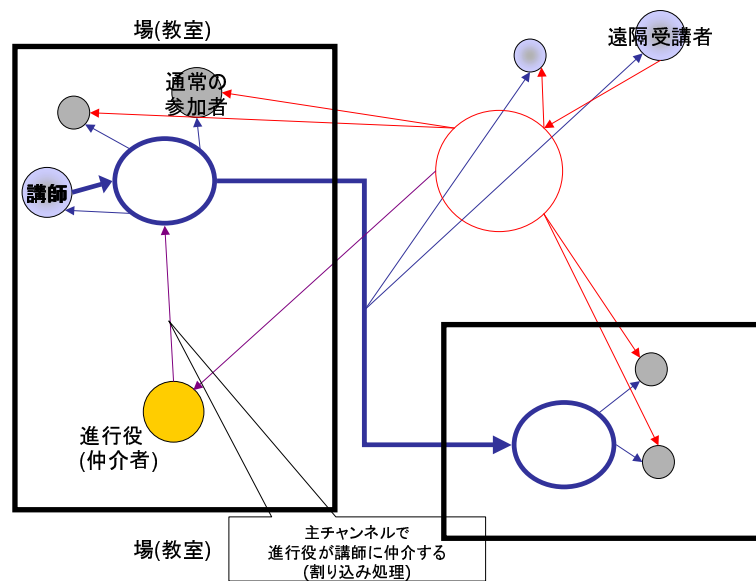 場(教室)
遠隔受講者
通常の
参加者
講師
進行役
(仲介者)
場(教室)
主チャンネルで
進行役が講師に仲介する
(割り込み処理)